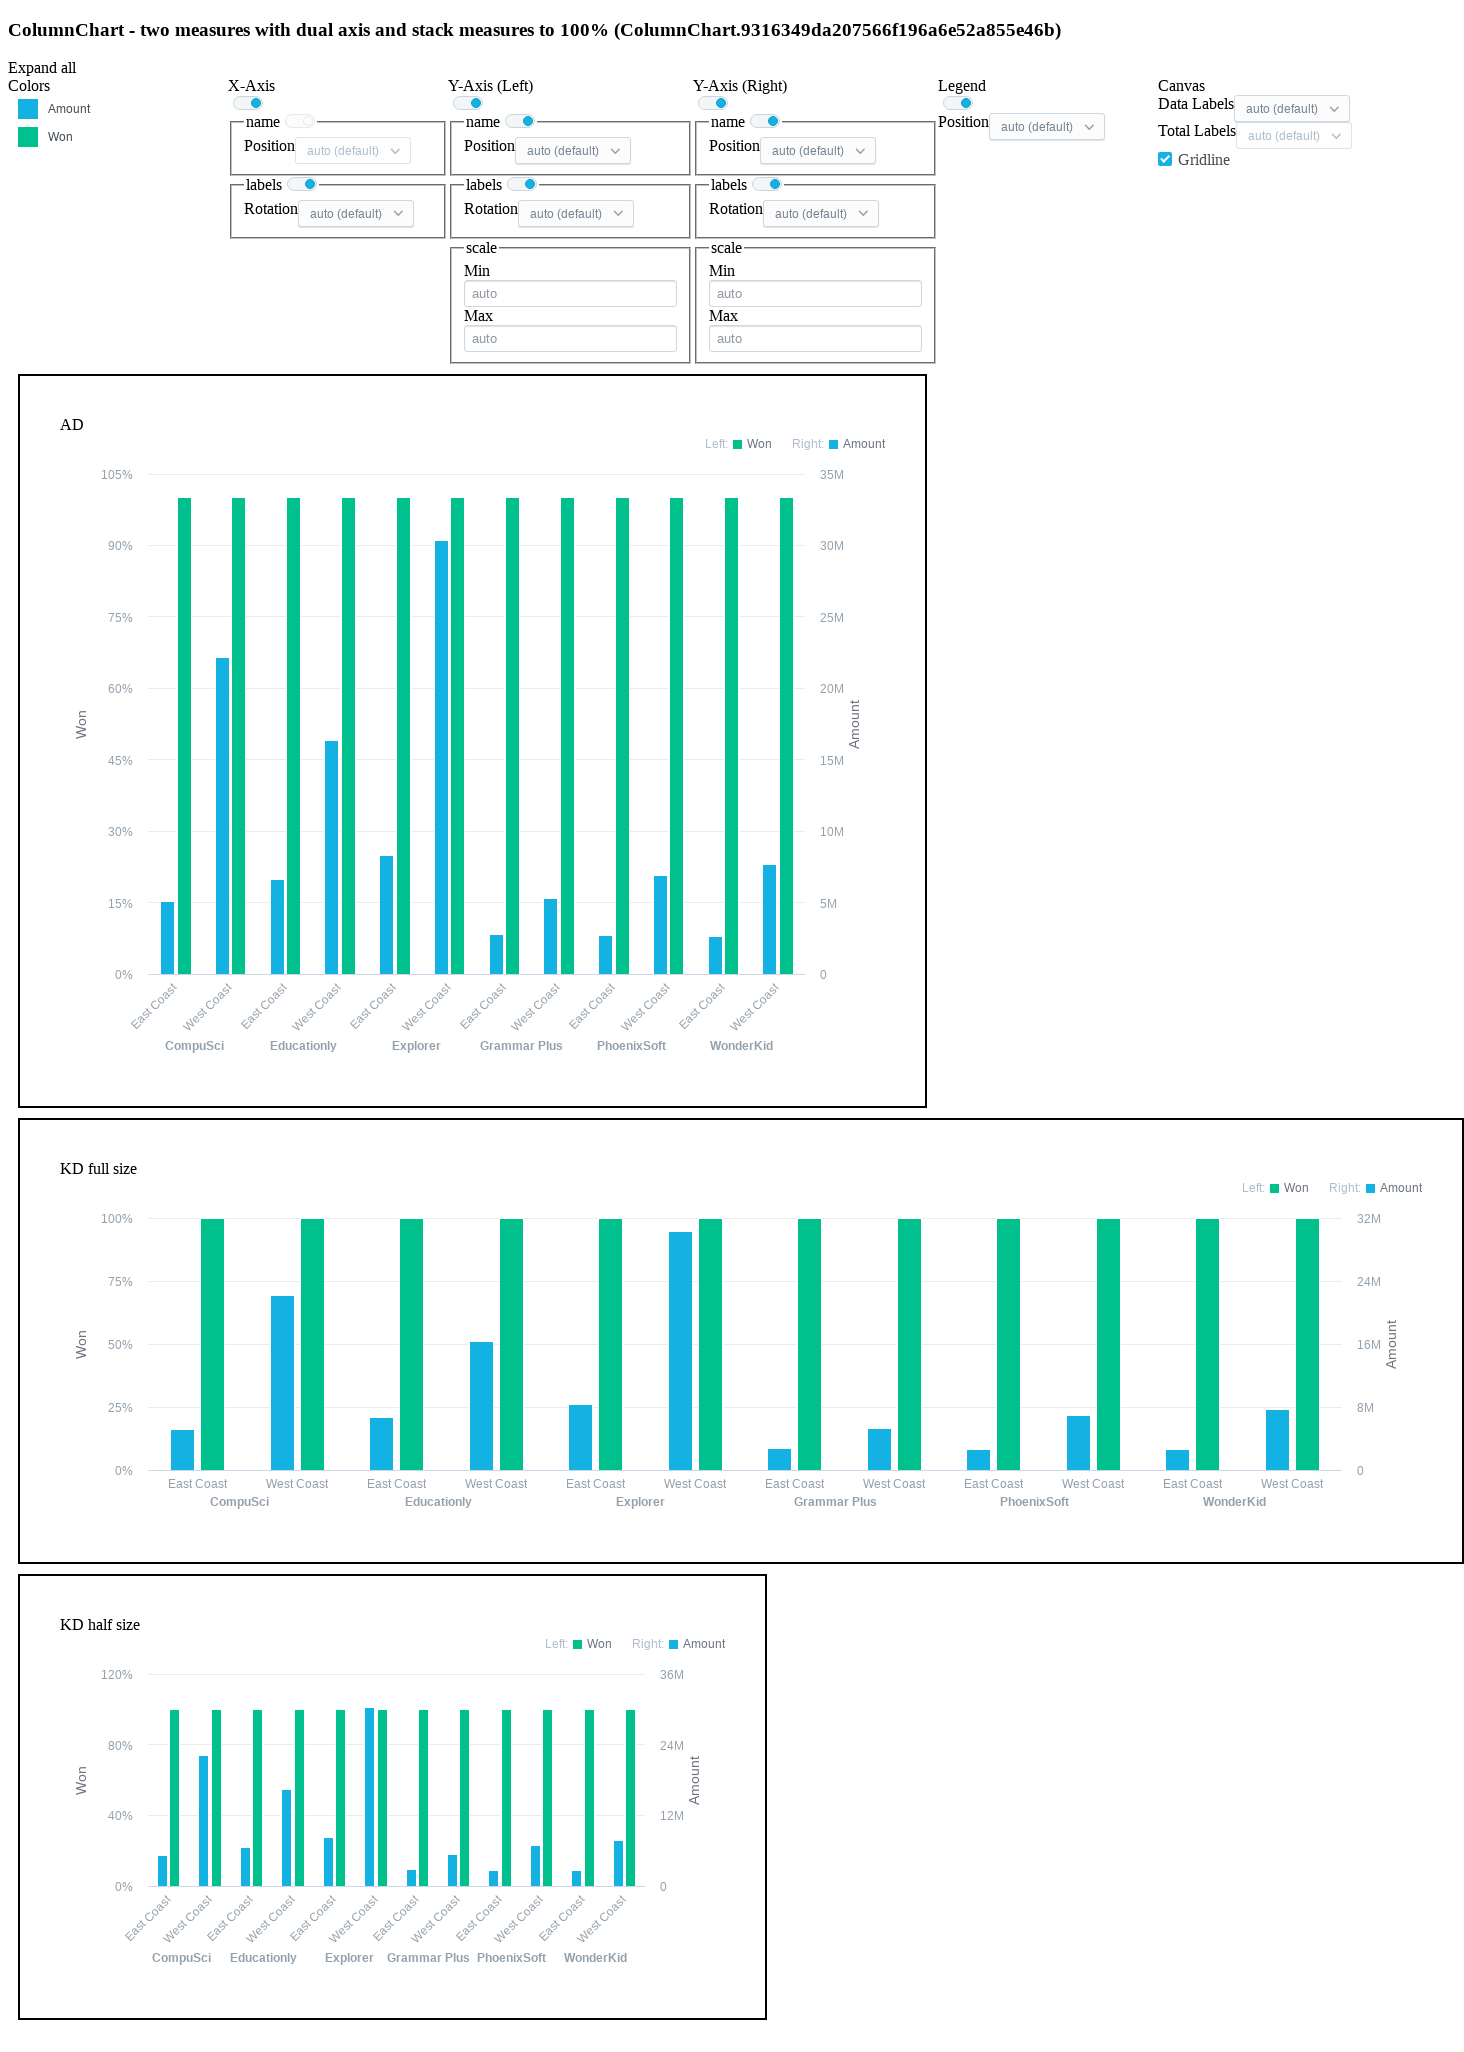 ColumnChart - two measures with dual axis and stack measures to 100% (ColumnChart.9316349da207566f196a6e52a855e46b)
Expand all
Colors
Amount
Won
X-Axis
name
Position auto (default)
labels
Rotation auto (default)
Y-Axis (Left)
name
Position auto (default)
labels
Rotation auto (default)
scale
Min
auto
Max
auto
Y-Axis (Right)
name
Position auto (default)
labels
Rotation auto (default)
scale
Min
auto
Max
auto
Legend
Position auto (default)
Canvas
Data Labels auto (default)
Total Labels auto (default)
Gridline
AD
Left: Won Right: Amount
105% 35M
90% 30M
75% 25M
60% 20M
45% 15M
30% 10M
15% 5M
0% 0
Won
Amount
East Coast West Coast East Coast West Coast East Coast West Coast East Coast West Coast East Coast West Coast East Coast West Coast
CompuSci Educationly Explorer Grammar Plus PhoenixSoft WonderKid
KD full size
Left: Won Right: Amount
100% 32M
75% 24M
50% 16M
25% 8M
0% 0
Won
Amount
East Coast West Coast East Coast West Coast East Coast West Coast East Coast West Coast East Coast West Coast East Coast West Coast
CompuSci Educationly Explorer Grammar Plus PhoenixSoft WonderKid
KD half size
Left: Won Right: Amount
120% 36M
80% 24M
40% 12M
0% 0
Won
Amount
East Coast West Coast East Coast West Coast East Coast West Coast East Coast West Coast East Coast West Coast East Coast West Coast
CompuSci Educationly Explorer Grammar Plus PhoenixSoft WonderKid